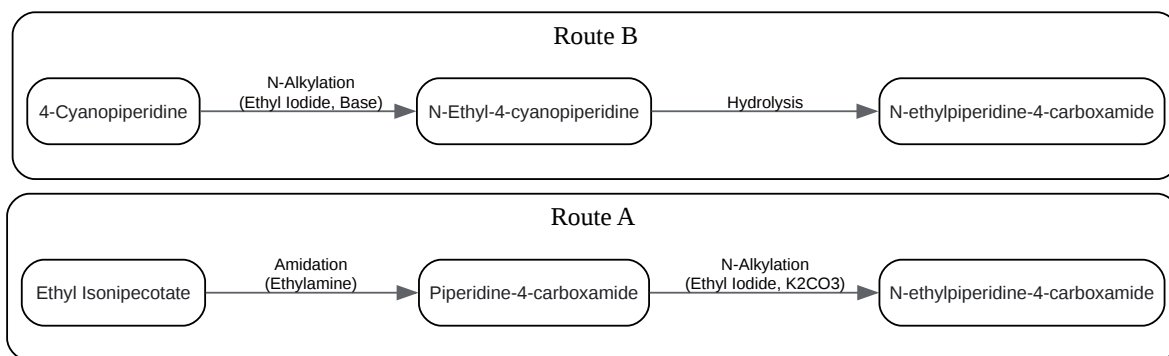 Route B
4-Cyanopiperidine
N-Alkylation
(Ethyl Iodide, Base)
N-Ethyl-4-cyanopiperidine
Hydrolysis
N-ethylpiperidine-4-carboxamide
Route A
Ethyl Isonipecotate
Amidation
(Ethylamine)
Piperidine-4-carboxamide
N-Alkylation
(Ethyl Iodide, K2CO3)
N-ethylpiperidine-4-carboxamide